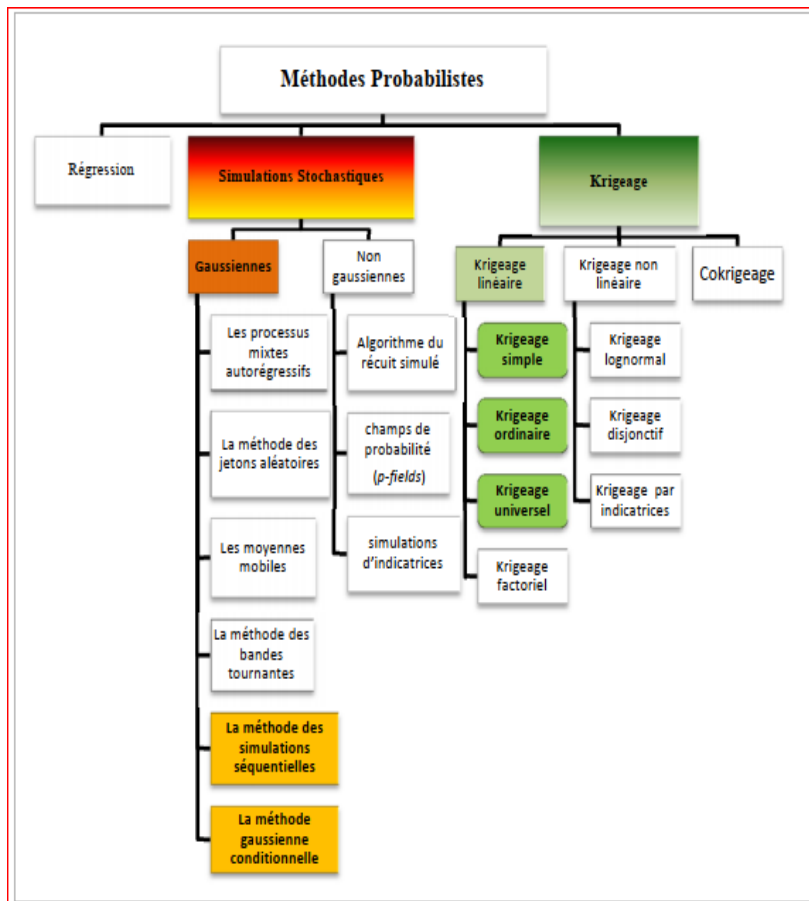 Méthodes Probabilistes
Régression
Simulations Stochastiques
Krigeage
Gaussiennes
Non
gaussiennes
Krigeage
linéaire
Krigeage non
linéaire
Cokrigeage
Les processus
mixtes
autorégressifs
La méthode des
jetons aléatoires
Les moyennes
mobiles
La méthode des
bandes
tournantes
La méthode des
simulations
séquentielles
La méthode
gaussienne
conditionnelle
Algorithme du
récuit simulé
champs de
probabilité
(p-fields)
simulations
d'indicatrices
Krigeage
simple
Krigeage
ordinaire
Krigeage
universel
Krigeage
factoriel
Krigeage
lognormal
Krigeage
disjonctif
Krigeage par
indicatrices